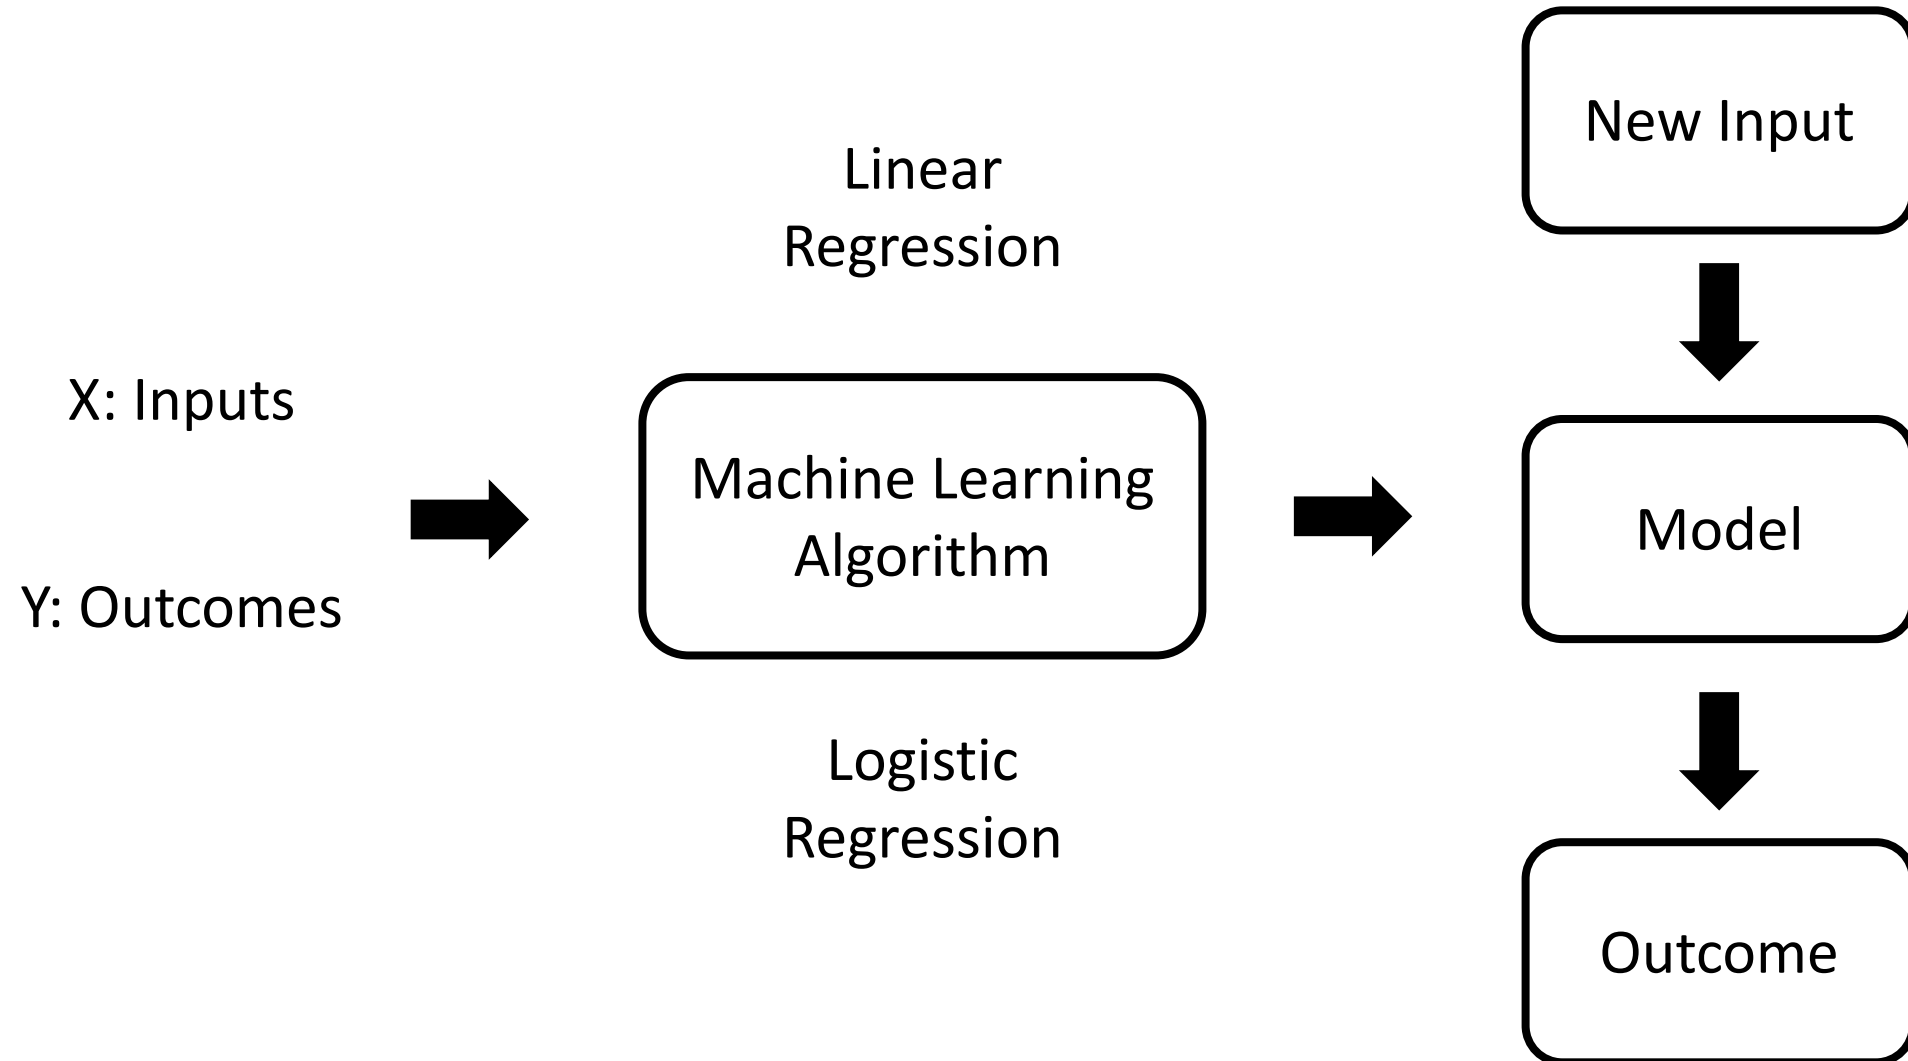 X: Inputs
Y: Outcomes
Linear
Regression
Machine Learning
Algorithm
Logistic
Regression
New Input
Model
Outcome